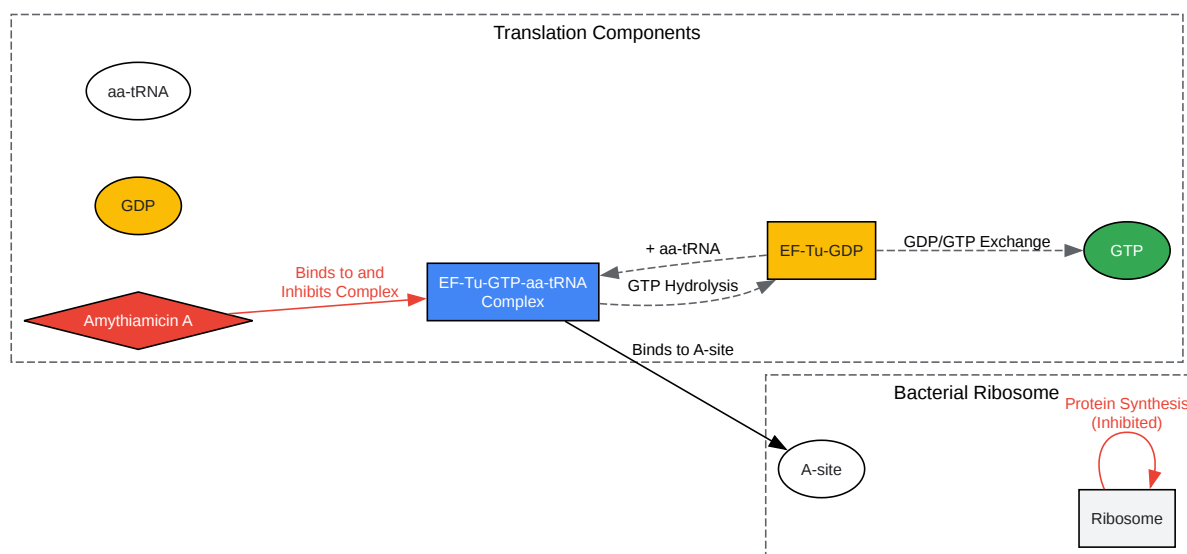 Translation Components
aa-tRNA
GDP
Binds to and
Inhibits Complex
Amythiamicin A
EF-Tu-GTP-aa-tRNA
Complex
+ aa-tRNA
GTP Hydrolysis
EF-Tu-GDP
GDP/GTP Exchange
GTP
Binds to A-site
Bacterial Ribosome
Protein Synthesis
(Inhibited)
A-site
Ribosome